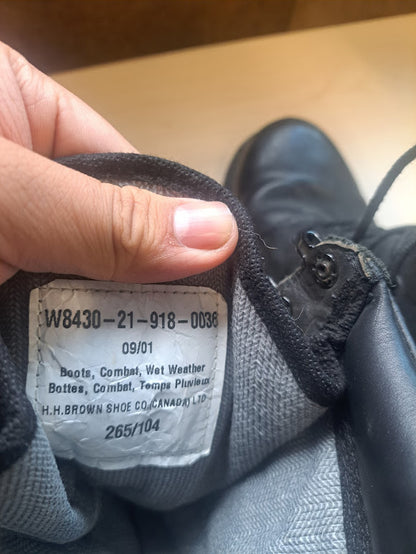 W8430-21-918-0036
09/01
Boots, Combat, Wet Weather
Bottes, Combat, Temps Pluvieux
H.H.BROWN SHOE CO.(CANADA) LTD
265/104